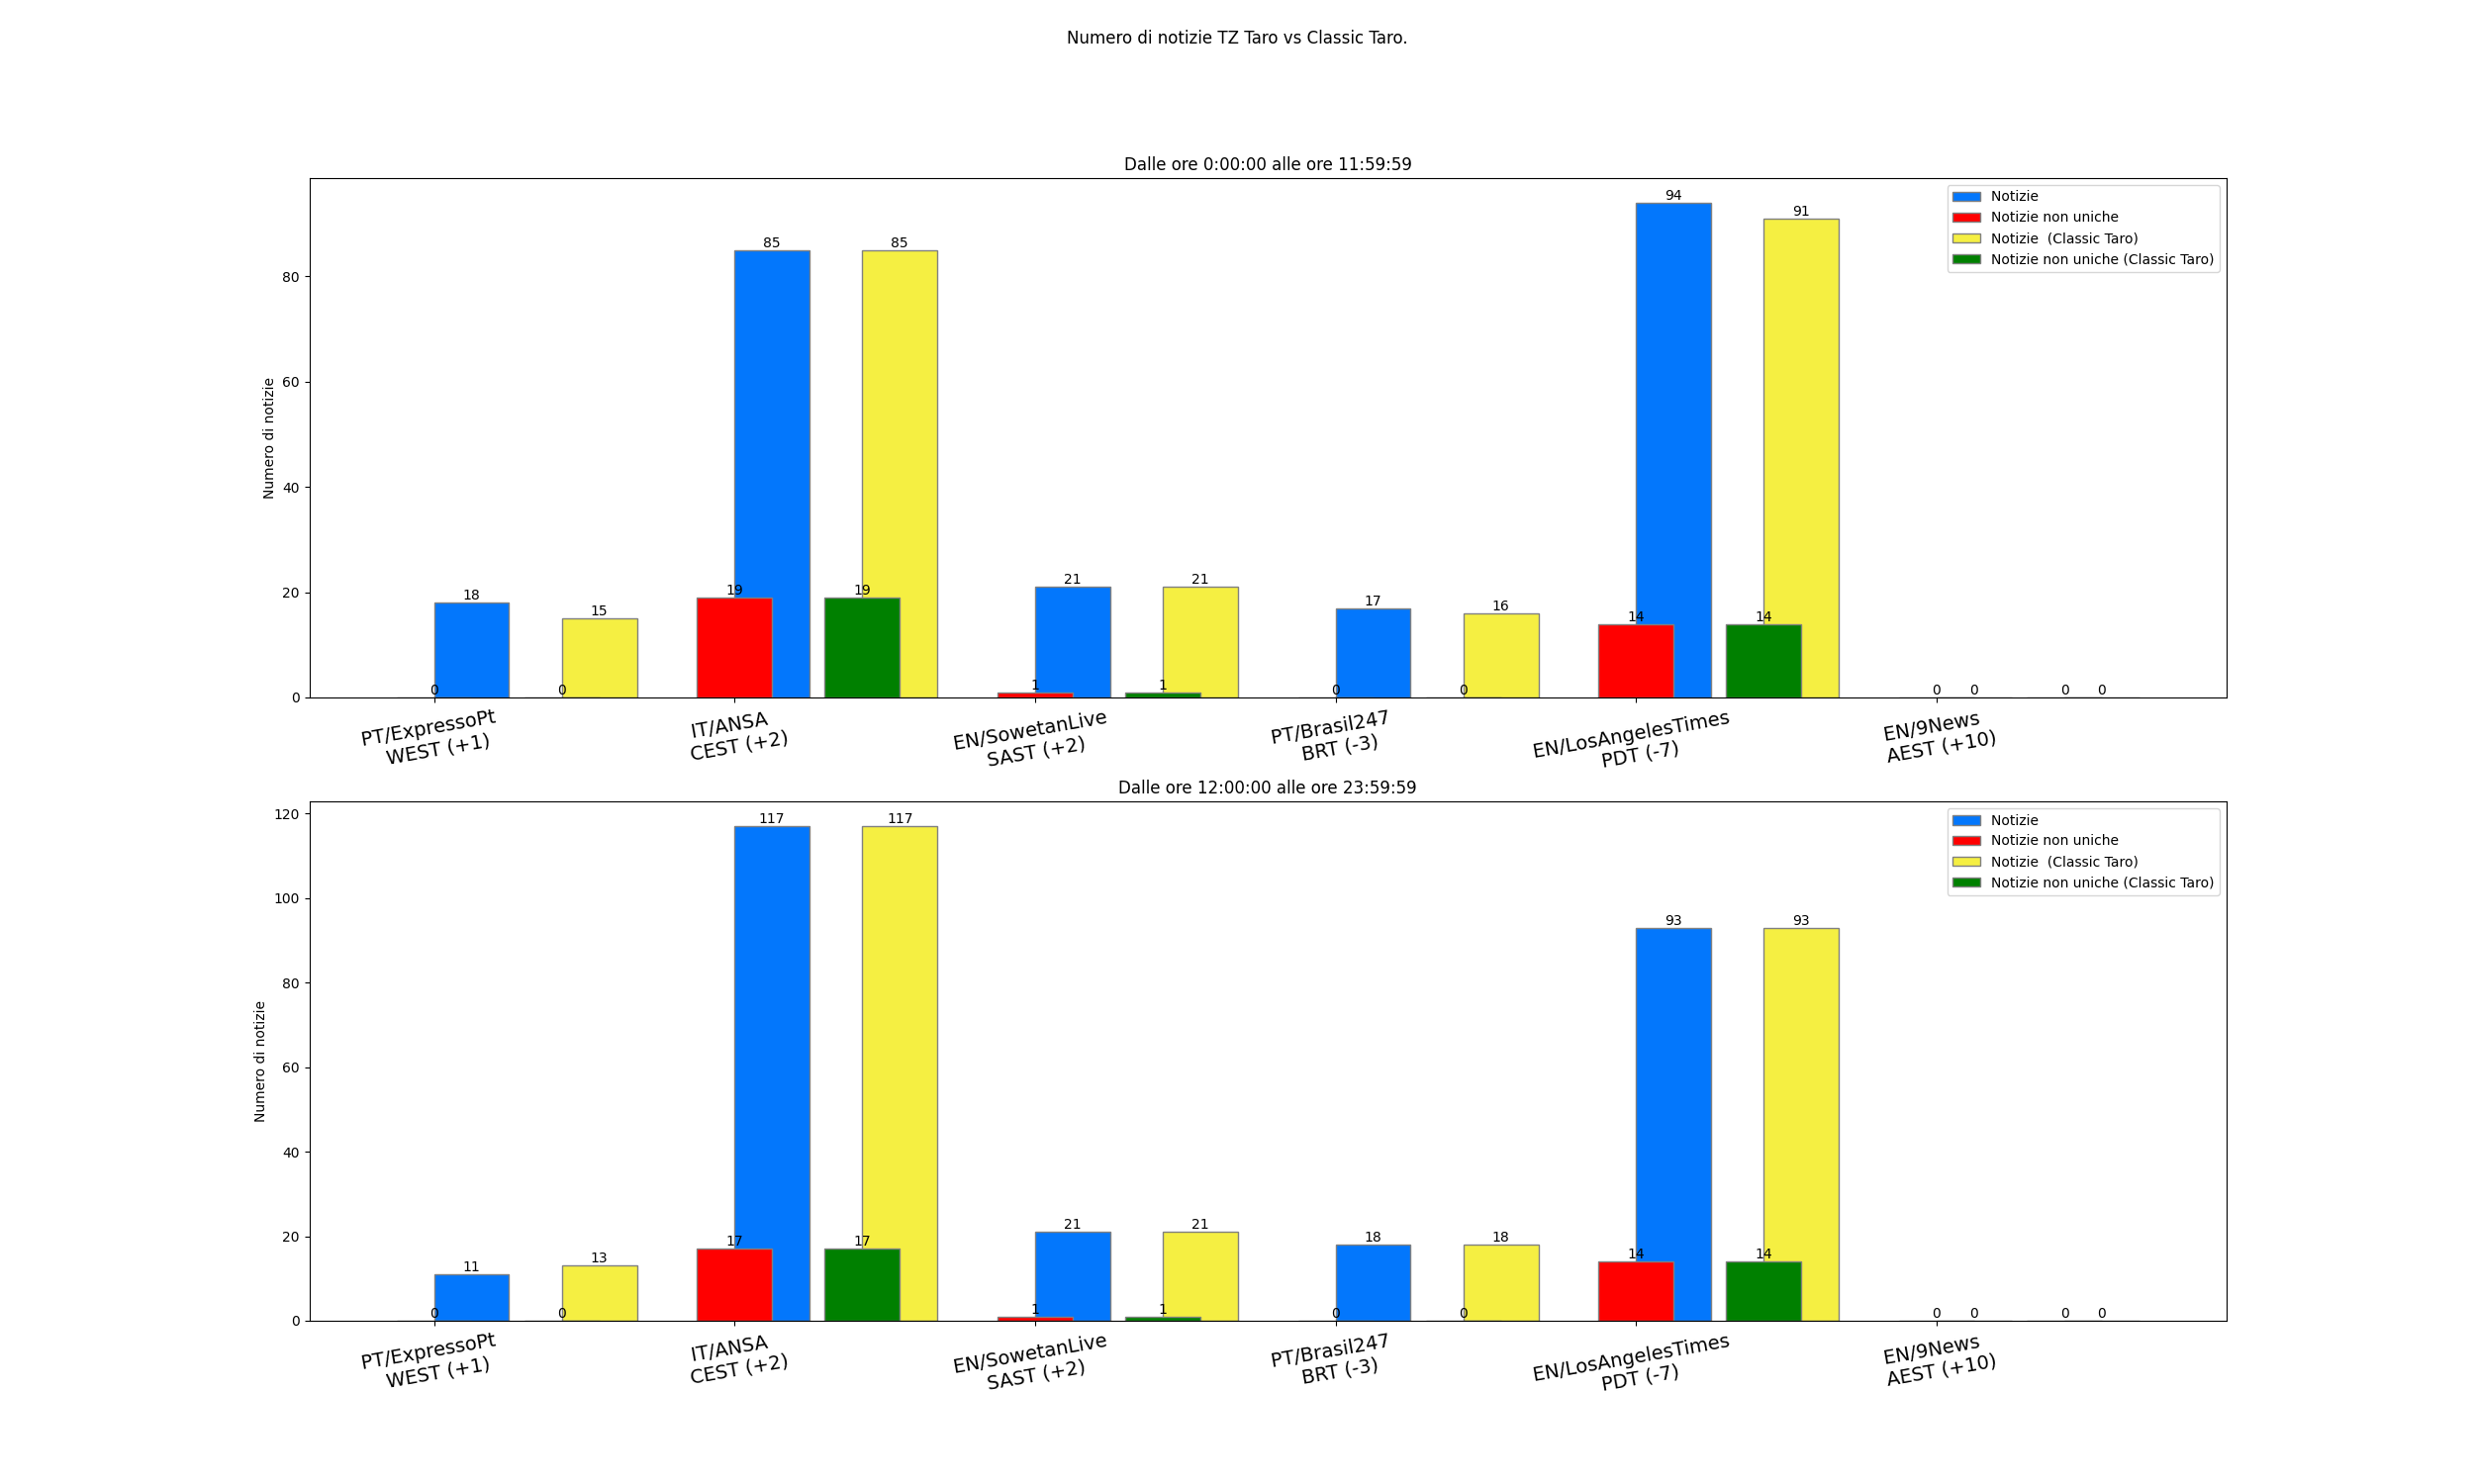 Numero di notizie TZ Taro vs Classic Taro.
Dalle ore 0:00:00 alle ore 11:59:59
Numero di notizie
80
60
40
20
0
Notizie
Notizie non uniche
Notizie  (Classic Taro)
Notizie non uniche (Classic Taro)
18
0
15
0
85
19
85
19
21
1
21
1
17
0
16
0
94
14
91
14
0
0
0
0
PT/ExpressoPt
WEST (+1)
IT/ANSA
CEST (+2)
EN/SowetanLive
SAST (+2)
PT/Brasil247
BRT (-3)
EN/LosAngelesTimes
PDT (-7)
EN/9News
AEST (+10)
Dalle ore 12:00:00 alle ore 23:59:59
Numero di notizie
120
100
80
60
40
20
0
Notizie
Notizie non uniche
Notizie  (Classic Taro)
Notizie non uniche (Classic Taro)
11
0
13
0
117
17
117
17
21
1
21
1
18
0
18
0
93
14
93
14
0
0
0
0
PT/ExpressoPt
WEST (+1)
IT/ANSA
CEST (+2)
EN/SowetanLive
SAST (+2)
PT/Brasil247
BRT (-3)
EN/LosAngelesTimes
PDT (-7)
EN/9News
AEST (+10)